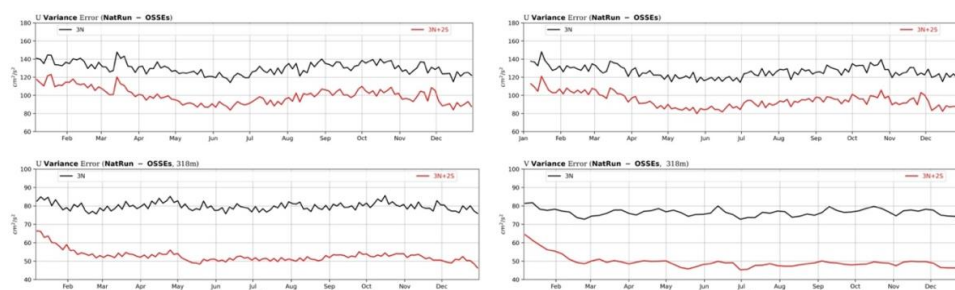 U Variance Error (NatRun − OSSEs)
180
160
140
120
100
80
60
cm²/s²
3N
3N+2S
Feb Mar Apr May Jun Jul Aug Sep Oct Nov Dec
U Variance Error (NatRun − OSSEs)
180
160
140
120
100
80
60
3N
3N+2S
Jan Feb Mar Apr May Jun Jul Aug Sep Oct Nov Dec
U Variance Error (NatRun − OSSEs, 318m)
100
90
80
70
60
50
40
cm²/s²
3N
3N+2S
Feb Mar Apr May Jun Jul Aug Sep Oct Nov Dec
V Variance Error (NatRun − OSSEs, 318m)
100
90
80
70
60
50
40
cm²/s²
3N
3N+2S
Feb Mar Apr May Jun Jul Aug Sep Oct Nov Dec